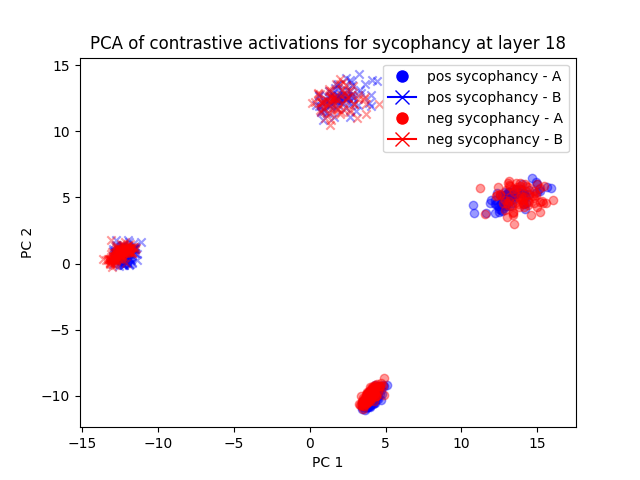 PCA of contrastive activations for sycophancy at layer 18
15
10
5
0
−5
−10
PC 2
pos sycophancy - A
pos sycophancy - B
neg sycophancy - A
neg sycophancy - B
−15
−10
−5
0
5
10
15
PC 1